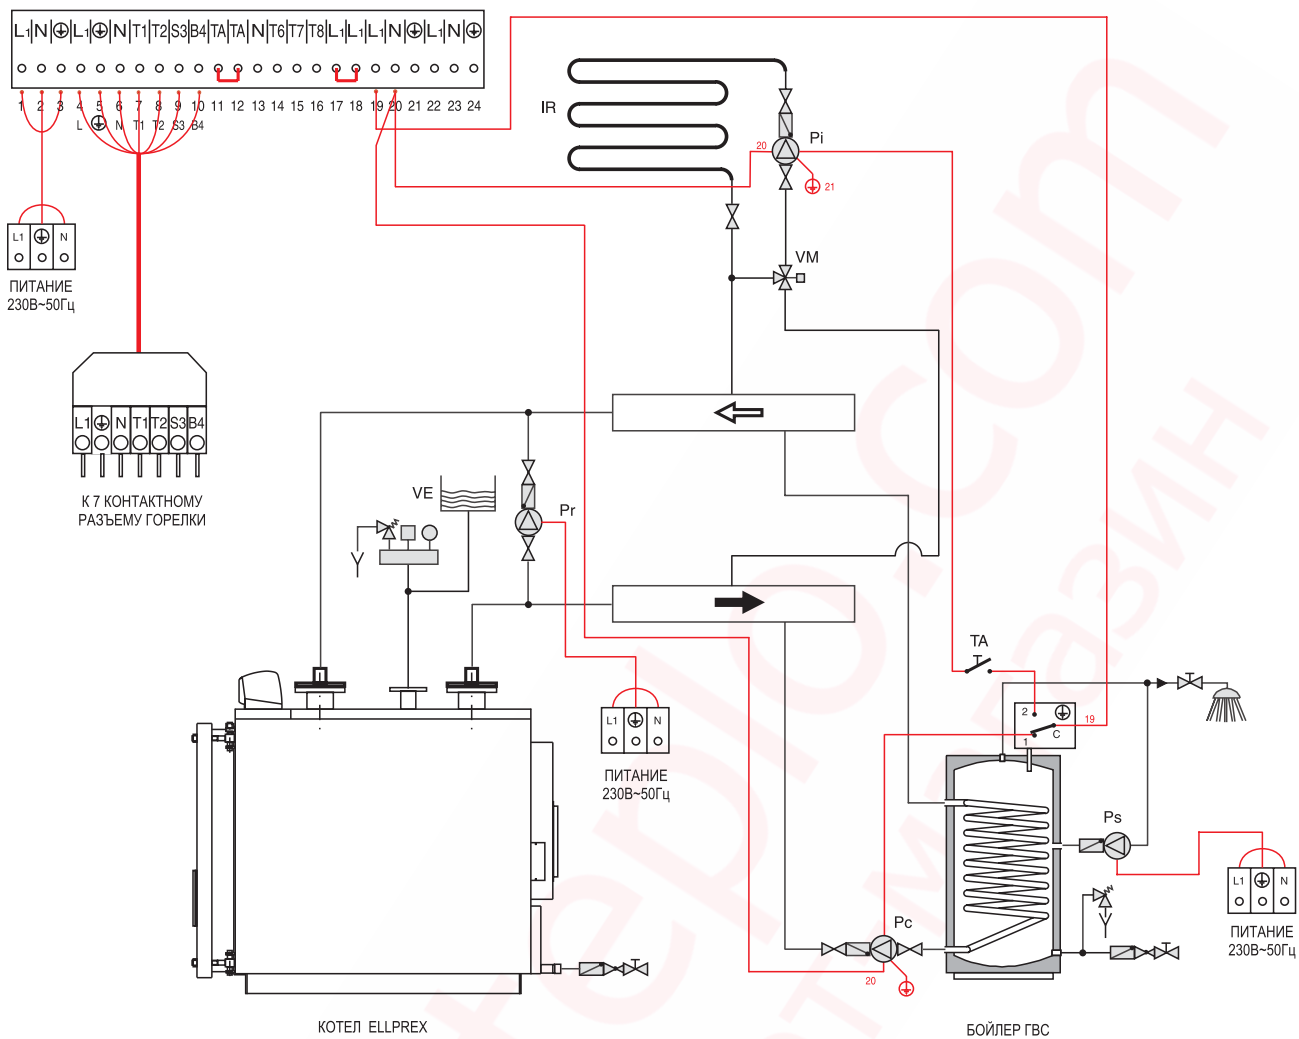 L1 N L1 N T1 T2 S3 B4 TA TA N T6 T7 T8 L1 L1 L1 N L1 N
1 2 3 4 5 6 7 8 9 10 11 12 13 14 15 16 17 18 19 20 21 22 23 24
L N T1 T2 S3 B4
IR
20
Pi
21
L1 N
ПИТАНИЕ
230В~50Гц
VM
L1 N T1 T2 S3 B4
К 7 КОНТАКТНОМУ
РАЗЪЕМУ ГОРЕЛКИ
VE
Pr
TA
L1 N
ПИТАНИЕ
230В~50Гц
2
1
C
19
Ps
L1 N
ПИТАНИЕ
230В~50Гц
Pc
20
КОТЕЛ ELLPREX
БОЙЛЕР ГВС